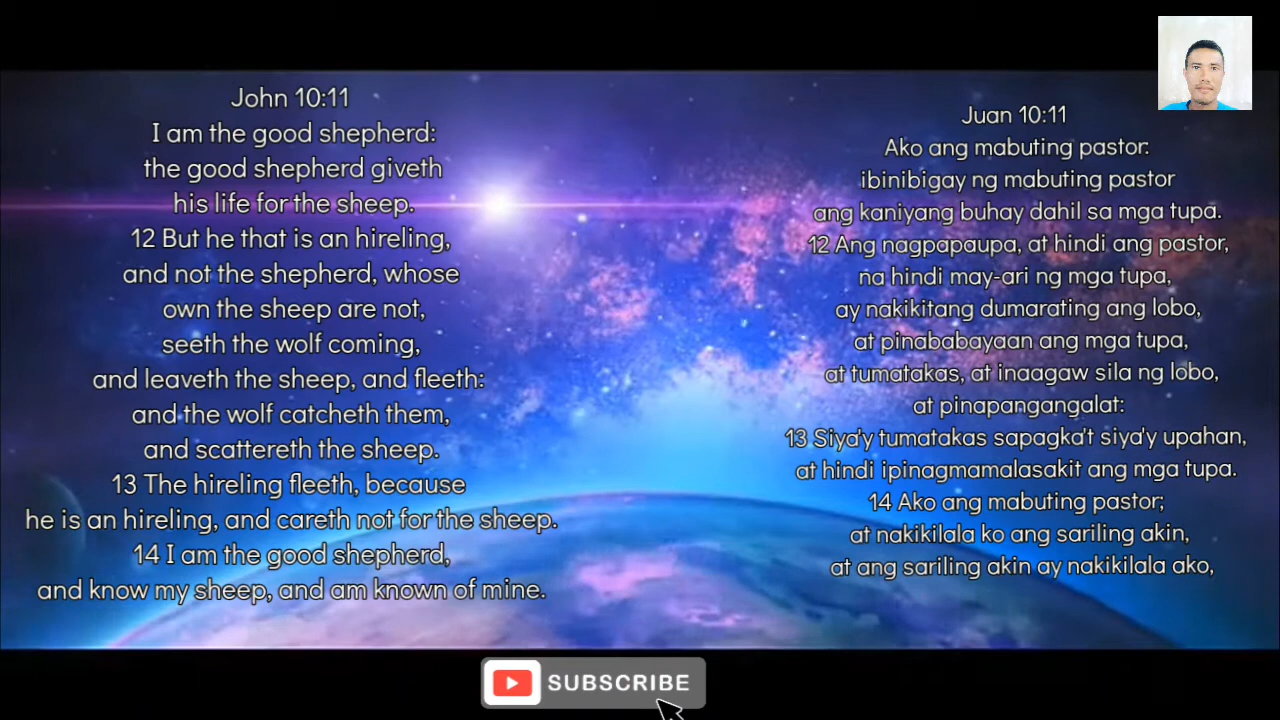 John 10:11
I am the good shepherd:
the good shepherd giveth
his life for the sheep.
12 But he that is an hireling,
and not the shepherd, whose
own the sheep are not,
seeth the wolf coming,
and leaveth the sheep, and fleeth:
and the wolf catcheth them,
and scattereth the sheep.
13 The hireling fleeth, because
he is an hireling, and careth not for the sheep.
14 I am the good shepherd,
and know my sheep, and am known of mine.
Juan 10:11
Ako ang mabuting pastor:
ibinibigay ng mabuting pastor
ang kaniyang buhay dahil sa mga tupa.
12 Ang nagpapaupa, at hindi ang pastor,
na hindi may-ari ng mga tupa,
ay nakikitang dumarating ang lobo,
at pinababayaan ang mga tupa,
at tumatakas, at inaagaw sila ng lobo,
at pinapangangalat:
13 Siya'y tumatakas sapagka't siya'y upahan,
at hindi ipinagmamalasakit ang mga tupa.
14 Ako ang mabuting pastor;
at nakikilala ko ang sariling akin,
at ang sariling akin ay nakikilala ako,
SUBSCRIBE